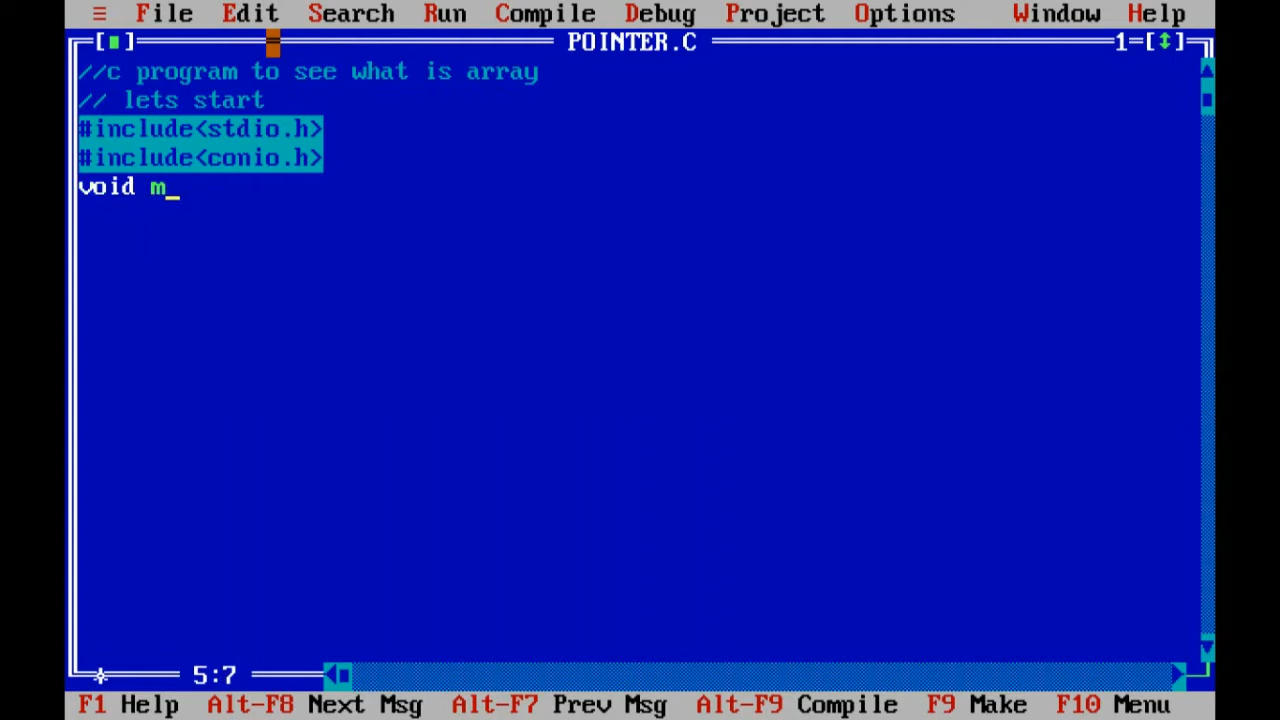 ≡ File Edit Search Run Compile Debug Project Options Window Help
[■] POINTER.C 1=[↕]
//c program to see what is array
// lets start
#include<stdio.h>
#include<conio.h>
void m_
5:7
F1 Help Alt-F8 Next Msg Alt-F7 Prev Msg Alt-F9 Compile F9 Make F10 Menu